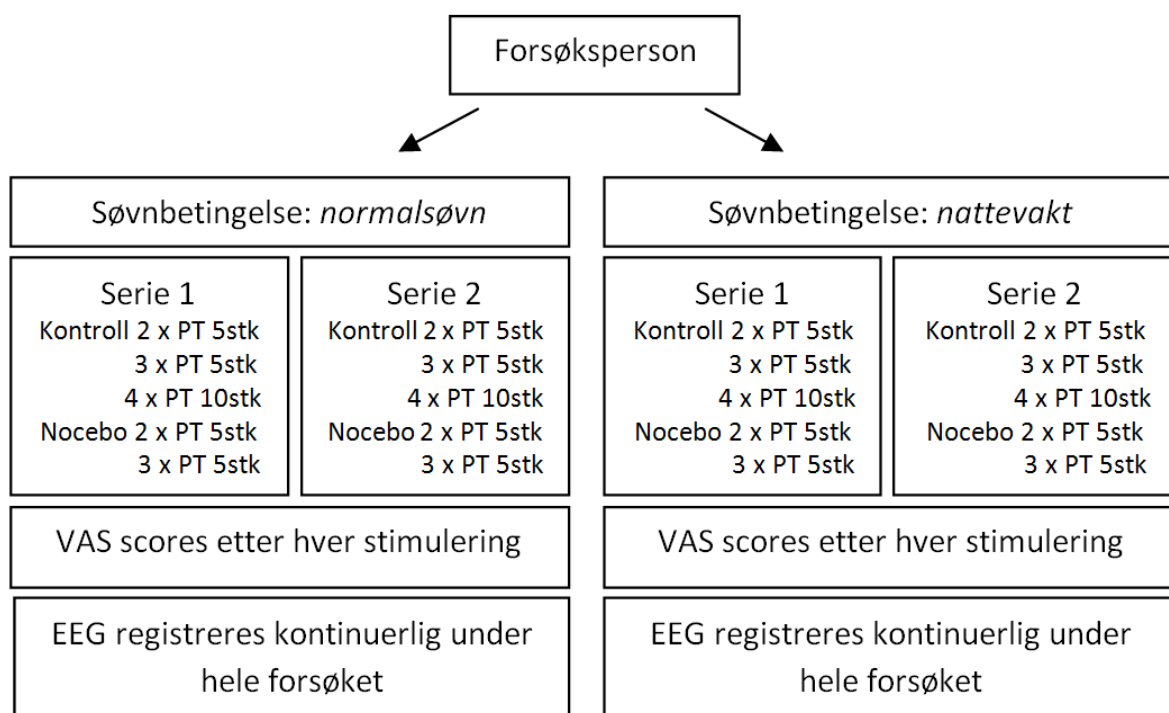 Forsøksperson
Søvnbetingelse: normalsøvn
Serie 1
Kontroll 2 x PT 5stk
3 x PT 5stk
4 x PT 10stk
Nocebo 2 x PT 5stk
3 x PT 5stk
Serie 2
Kontroll 2 x PT 5stk
3 x PT 5stk
4 x PT 10stk
Nocebo 2 x PT 5stk
3 x PT 5stk
VAS scores etter hver stimulering
EEG registreres kontinuerlig under
hele forsøket
Søvnbetingelse: nattevakt
Serie 1
Kontroll 2 x PT 5stk
3 x PT 5stk
4 x PT 10stk
Nocebo 2 x PT 5stk
3 x PT 5stk
Serie 2
Kontroll 2 x PT 5stk
3 x PT 5stk
4 x PT 10stk
Nocebo 2 x PT 5stk
3 x PT 5stk
VAS scores etter hver stimulering
EEG registreres kontinuerlig under
hele forsøket